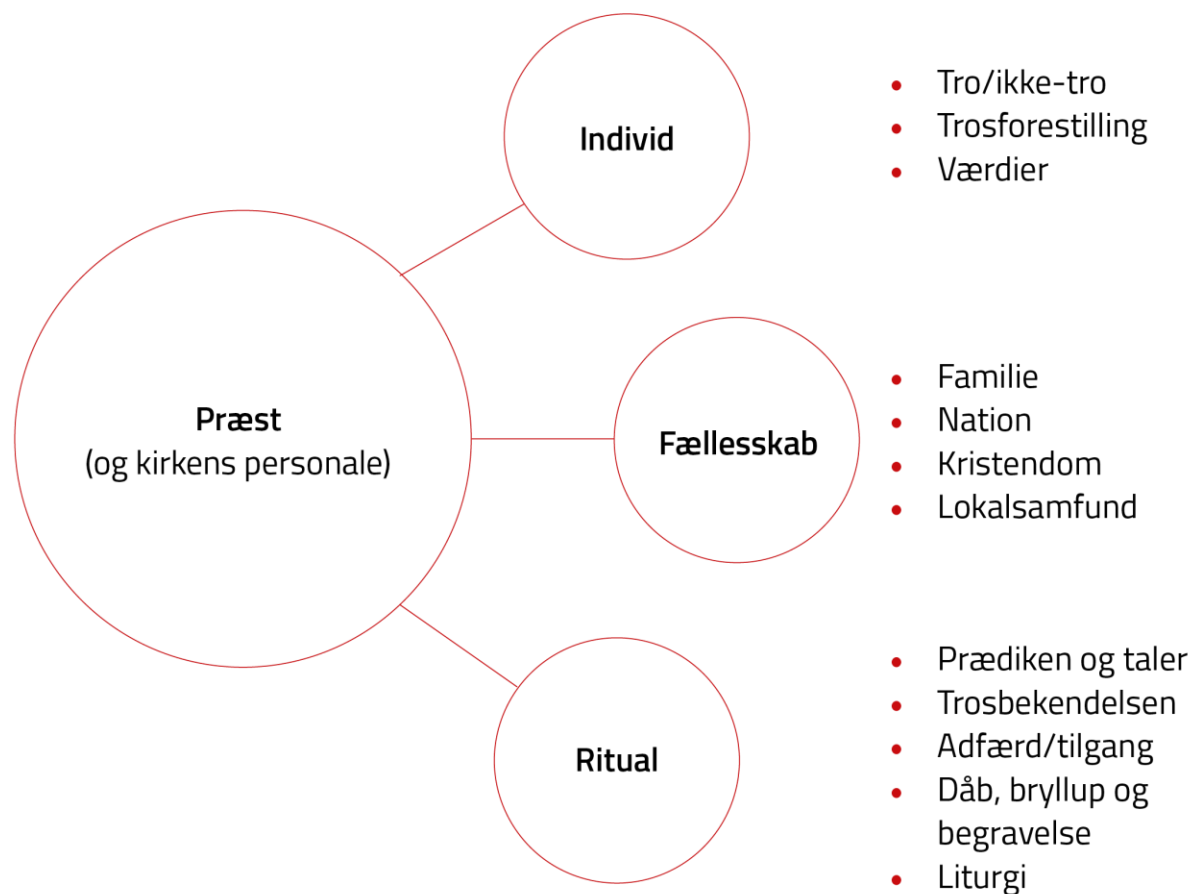 Præst
(og kirkens personale)
Individ
• Tro/ikke-tro
• Trosforestilling
• Værdier
Fællesskab
• Familie
• Nation
• Kristendom
• Lokalsamfund
Ritual
• Prædiken og taler
• Trosbekendelsen
• Adfærd/tilgang
• Dåb, bryllup og
begravelse
• Liturgi